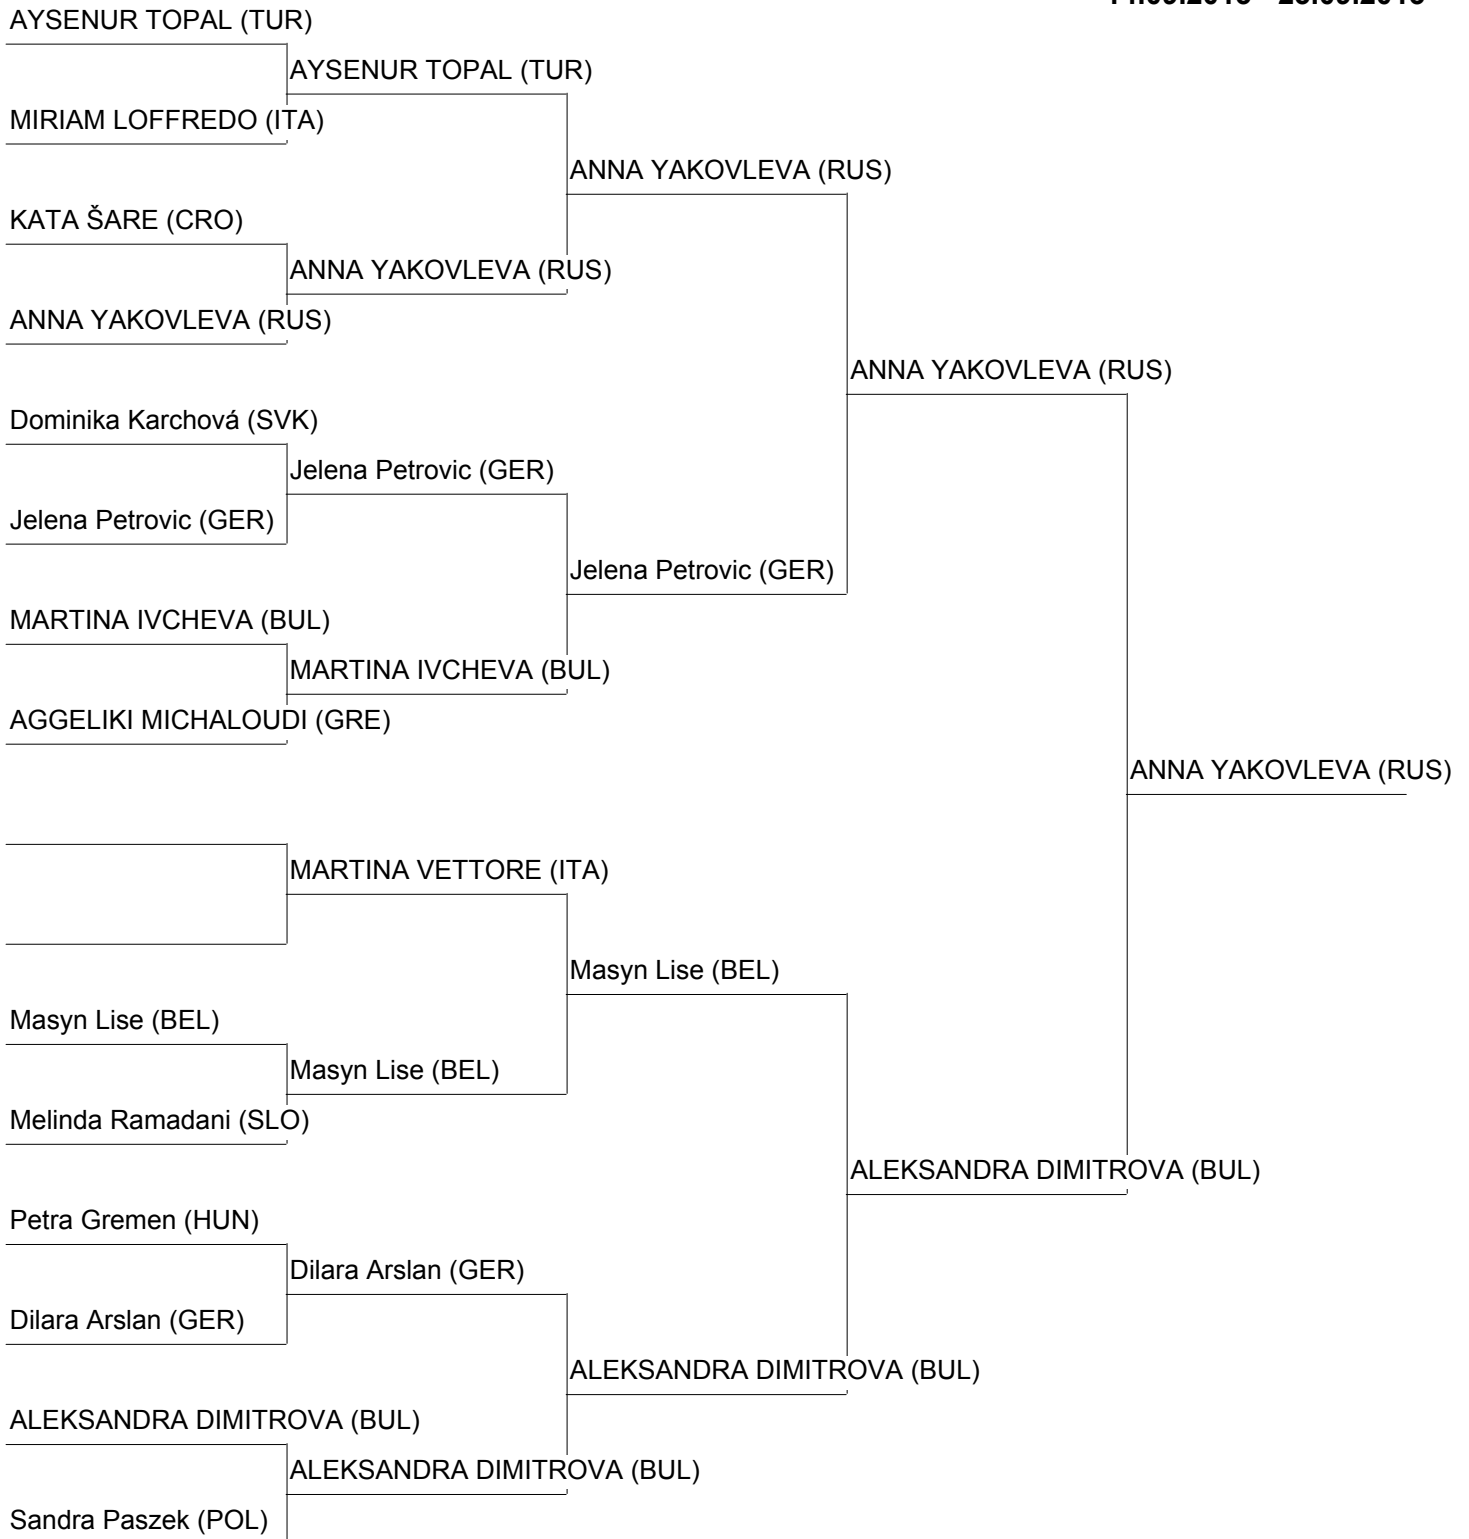 AYSENUR TOPAL (TUR)
AYSENUR TOPAL (TUR)
MIRIAM LOFFREDO (ITA)
ANNA YAKOVLEVA (RUS)
KATA ŠARE (CRO)
ANNA YAKOVLEVA (RUS)
ANNA YAKOVLEVA (RUS)
ANNA YAKOVLEVA (RUS)
Dominika Karchová (SVK)
Jelena Petrovic (GER)
Jelena Petrovic (GER)
Jelena Petrovic (GER)
MARTINA IVCHEVA (BUL)
MARTINA IVCHEVA (BUL)
AGGELIKI MICHALOUDI (GRE)
ANNA YAKOVLEVA (RUS)
MARTINA VETTORE (ITA)
Masyn Lise (BEL)
Masyn Lise (BEL)
Masyn Lise (BEL)
Melinda Ramadani (SLO)
ALEKSANDRA DIMITROVA (BUL)
Petra Gremen (HUN)
Dilara Arslan (GER)
Dilara Arslan (GER)
ALEKSANDRA DIMITROVA (BUL)
ALEKSANDRA DIMITROVA (BUL)
ALEKSANDRA DIMITROVA (BUL)
Sandra Paszek (POL)